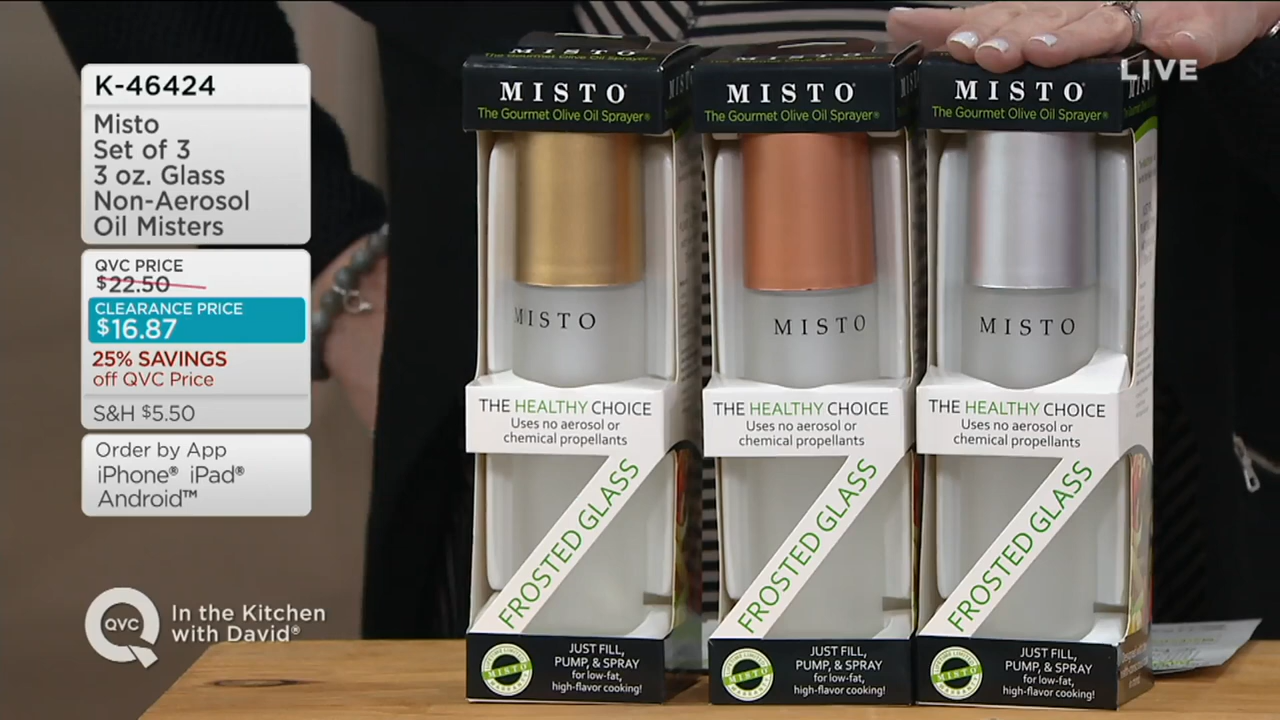 K-46424
Misto
Set of 3
3 oz. Glass
Non-Aerosol
Oil Misters
QVC PRICE
$22.50
CLEARANCE PRICE
$16.87
25% SAVINGS
off QVC Price
S&H $5.50
Order by App
iPhone® iPad®
Android™
QVC
In the Kitchen
with David®
LIVE
MISTO®
The Gourmet Olive Oil Sprayer®
MISTO
THE HEALTHY CHOICE
Uses no aerosol or
chemical propellants
FROSTED GLASS
MISTO
JUST FILL,
PUMP, & SPRAY
for low-fat,
high-flavor cooking!
MISTO®
The Gourmet Olive Oil Sprayer®
MISTO
THE HEALTHY CHOICE
Uses no aerosol or
chemical propellants
FROSTED GLASS
MISTO
JUST FILL,
PUMP, & SPRAY
for low-fat,
high-flavor cooking!
MISTO®
The Gourmet Olive Oil Sprayer®
MISTO
THE HEALTHY CHOICE
Uses no aerosol or
chemical propellants
FROSTED GLASS
MISTO
JUST FILL,
PUMP, & SPRAY
for low-fat,
high-flavor cooking!